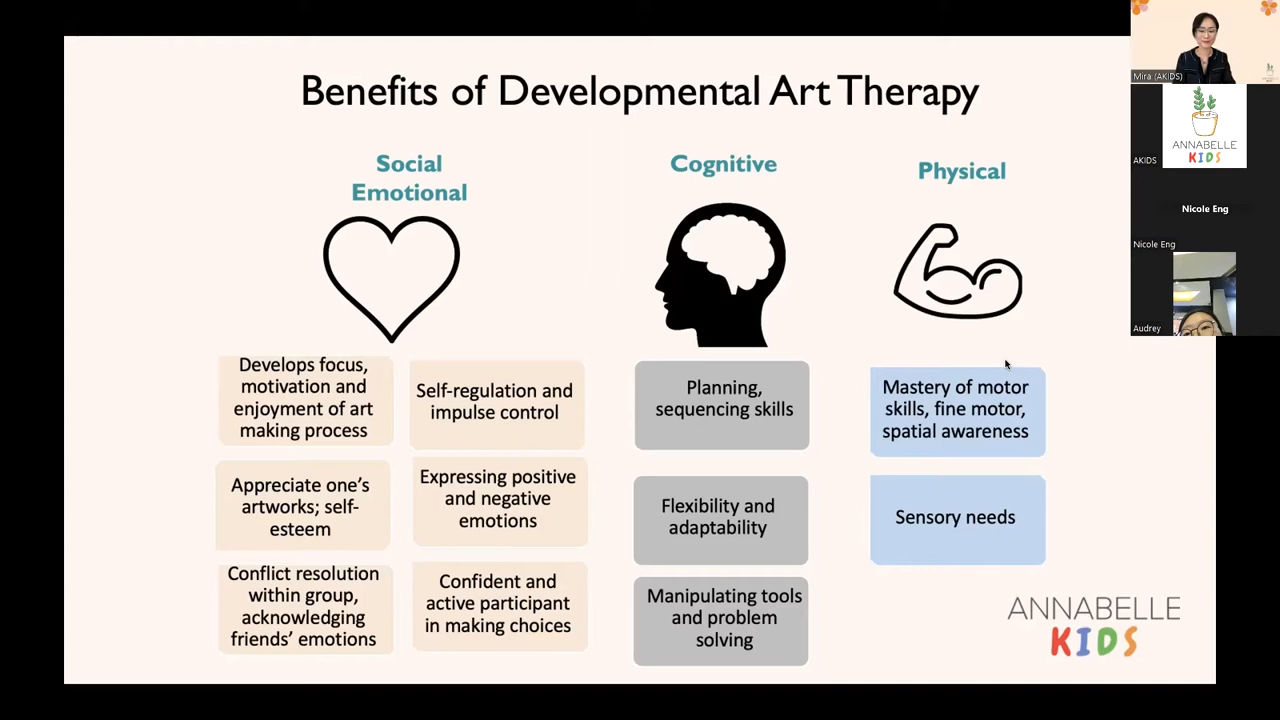 Benefits of Developmental Art Therapy
Social
Emotional
Cognitive
Physical
Develops focus,
motivation and
enjoyment of art
making process
Self-regulation and
impulse control
Planning,
sequencing skills
Mastery of motor
skills, fine motor,
spatial awareness
Appreciate one’s
artworks; self-
esteem
Expressing positive
and negative
emotions
Flexibility and
adaptability
Sensory needs
Conflict resolution
within group,
acknowledging
friends’ emotions
Confident and
active participant
in making choices
Manipulating tools
and problem
solving
ANNABELLE
KIDS
Mira (AKIDS)
ANNABELLE
KIDS
AKIDS
Nicole Eng
Nicole Eng
Audrey